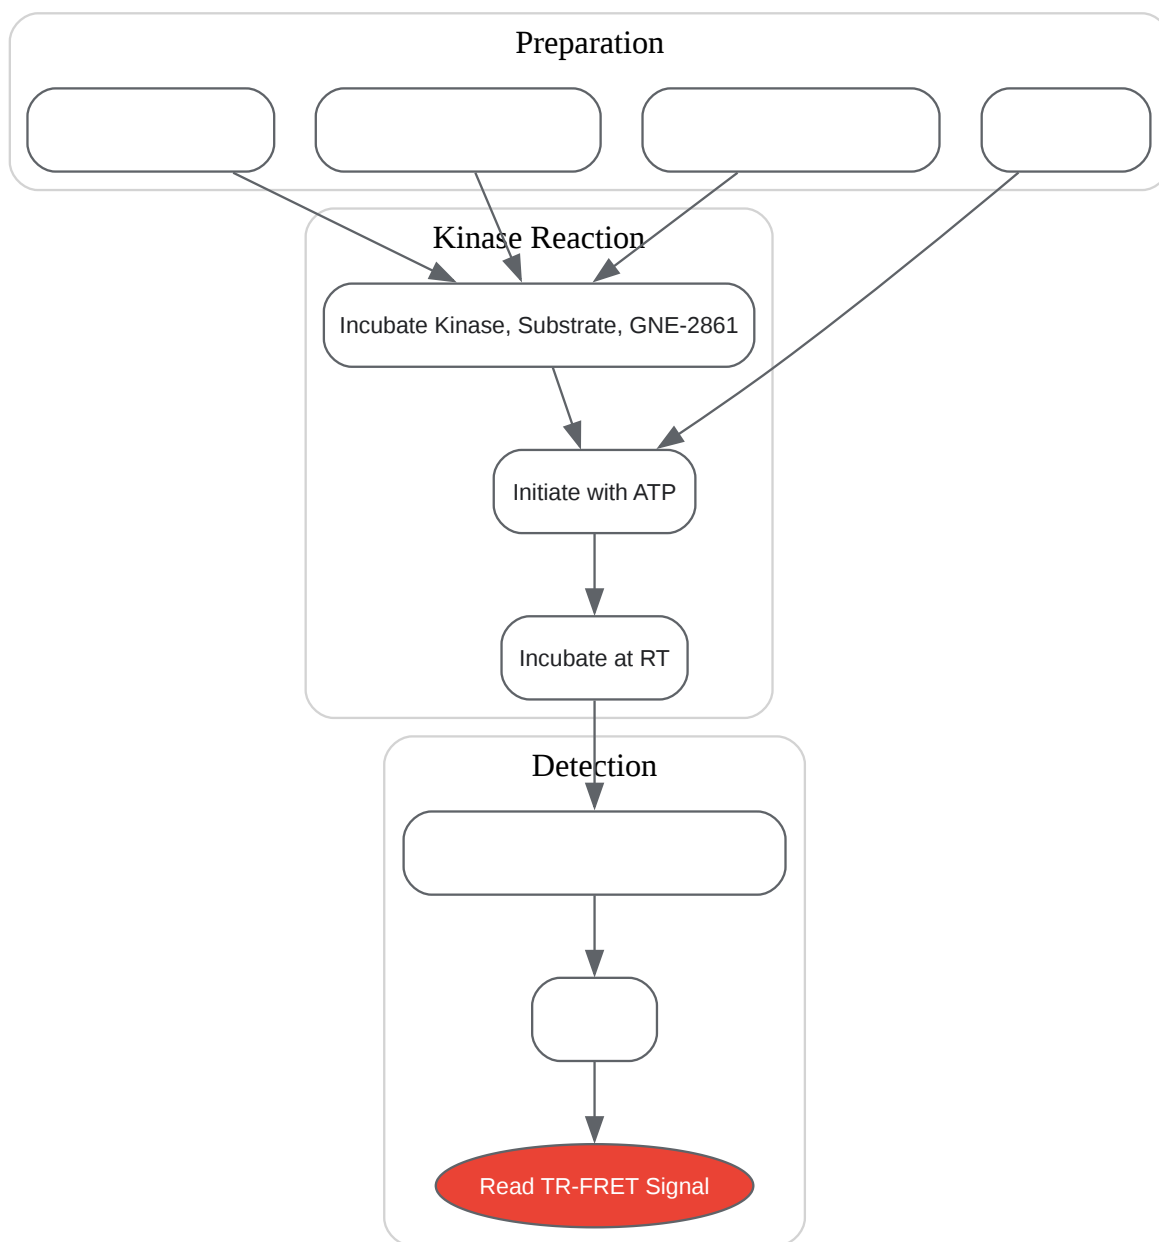 Preparation
Kinase Reaction
Incubate Kinase, Substrate, GNE-2861
Initiate with ATP
Incubate at RT
Detection
Read TR-FRET Signal